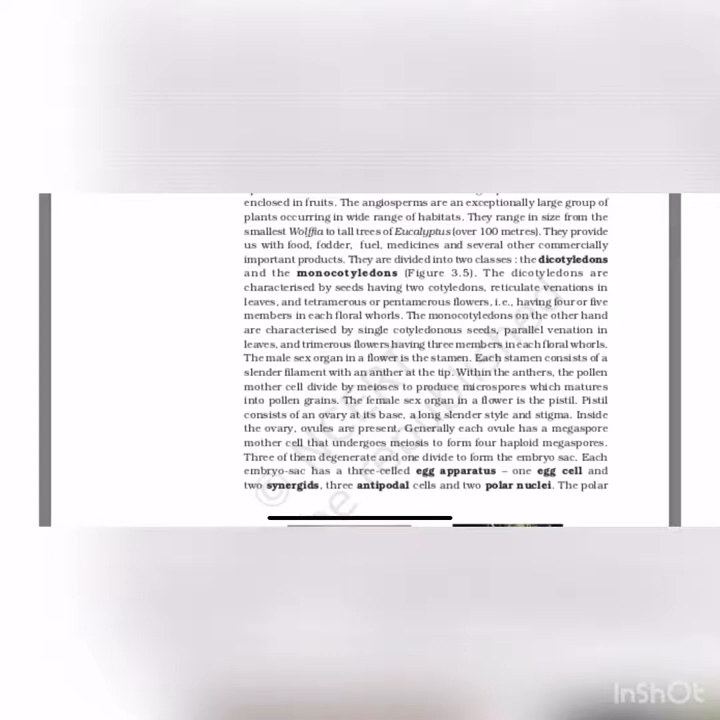 enclosed in fruits. The angiosperms are an exceptionally large group of
plants occurring in wide range of habitats. They range in size from the
smallest Wolffia to tall trees of Eucalyptus (over 100 metres). They provide
us with food, fodder, fuel, medicines and several other commercially
important products. They are divided into two classes : the dicotyledons
and the monocotyledons (Figure 3.5). The dicotyledons are
characterised by seeds having two cotyledons, reticulate venations in
leaves, and tetramerous or pentamerous flowers, i.e., having four or five
members in each floral whorls. The monocotyledons on the other hand
are characterised by single cotyledonous seeds, parallel venation in
leaves, and trimerous flowers having three members in each floral whorls.
The male sex organ in a flower is the stamen. Each stamen consists of a
slender filament with an anther at the tip. Within the anthers, the pollen
mother cell divide by meiosis to produce microspores which matures
into pollen grains. The female sex organ in a flower is the pistil. Pistil
consists of an ovary at its base, a long slender style and stigma. Inside
the ovary, ovules are present. Generally each ovule has a megaspore
mother cell that undergoes meiosis to form four haploid megaspores.
Three of them degenerate and one divide to form the embryo sac. Each
embryo-sac has a three-celled egg apparatus – one egg cell and
two synergids, three antipodal cells and two polar nuclei. The polar
© NCERT
be republished
InShOt